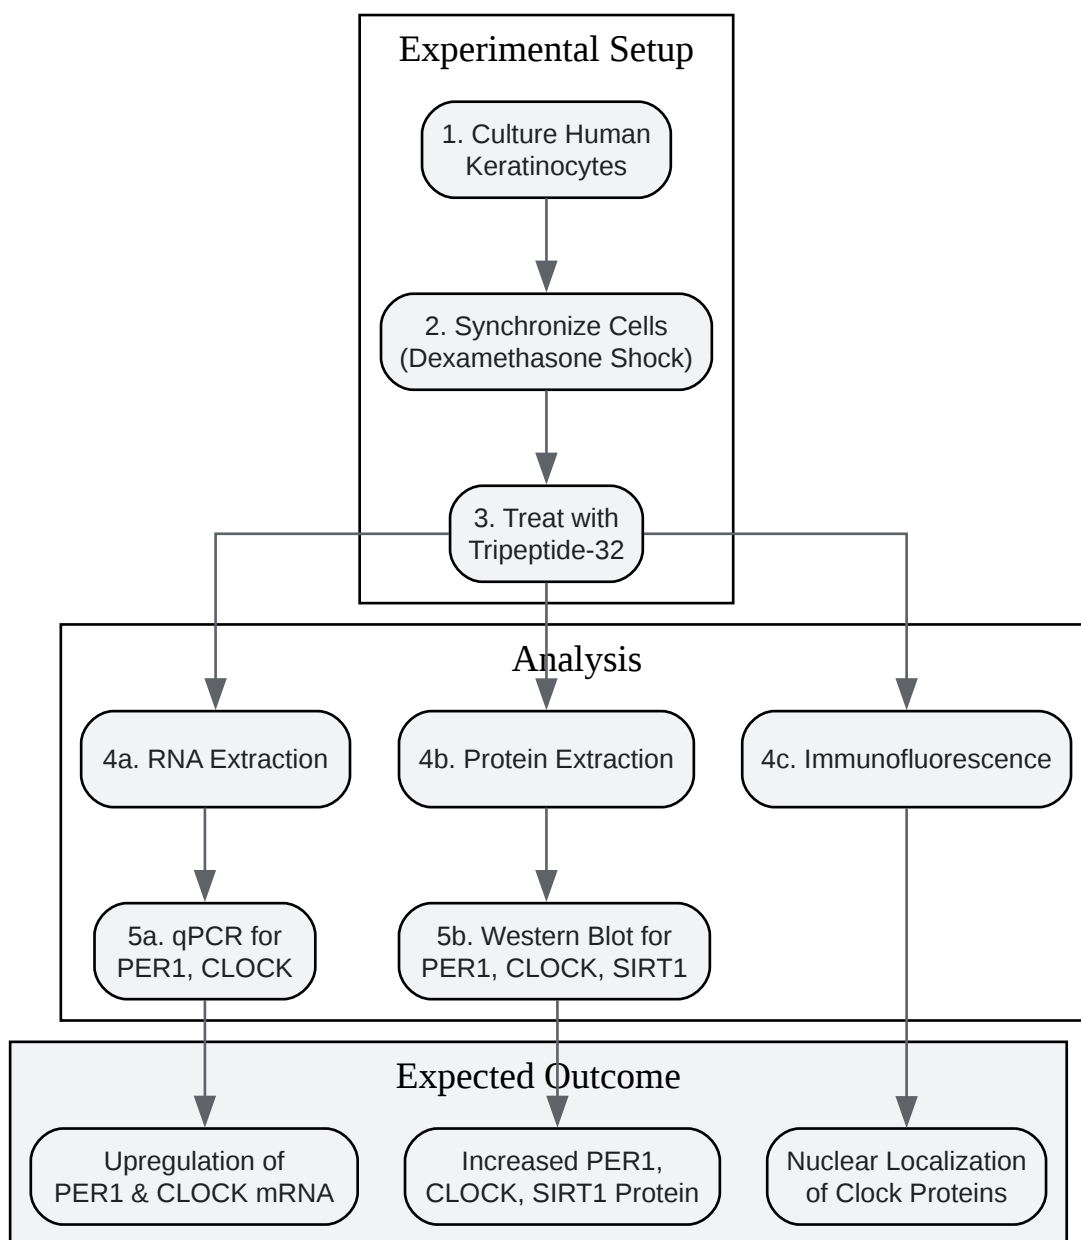 Experimental Setup
1. Culture Human
Keratinocytes
2. Synchronize Cells
(Dexamethasone Shock)
3. Treat with
Tripeptide-32
Analysis
4a. RNA Extraction
4b. Protein Extraction
4c. Immunofluorescence
5a. qPCR for
PER1, CLOCK
5b. Western Blot for
PER1, CLOCK, SIRT1
Expected Outcome
Upregulation of
PER1 & CLOCK mRNA
Increased PER1,
CLOCK, SIRT1 Protein
Nuclear Localization
of Clock Proteins